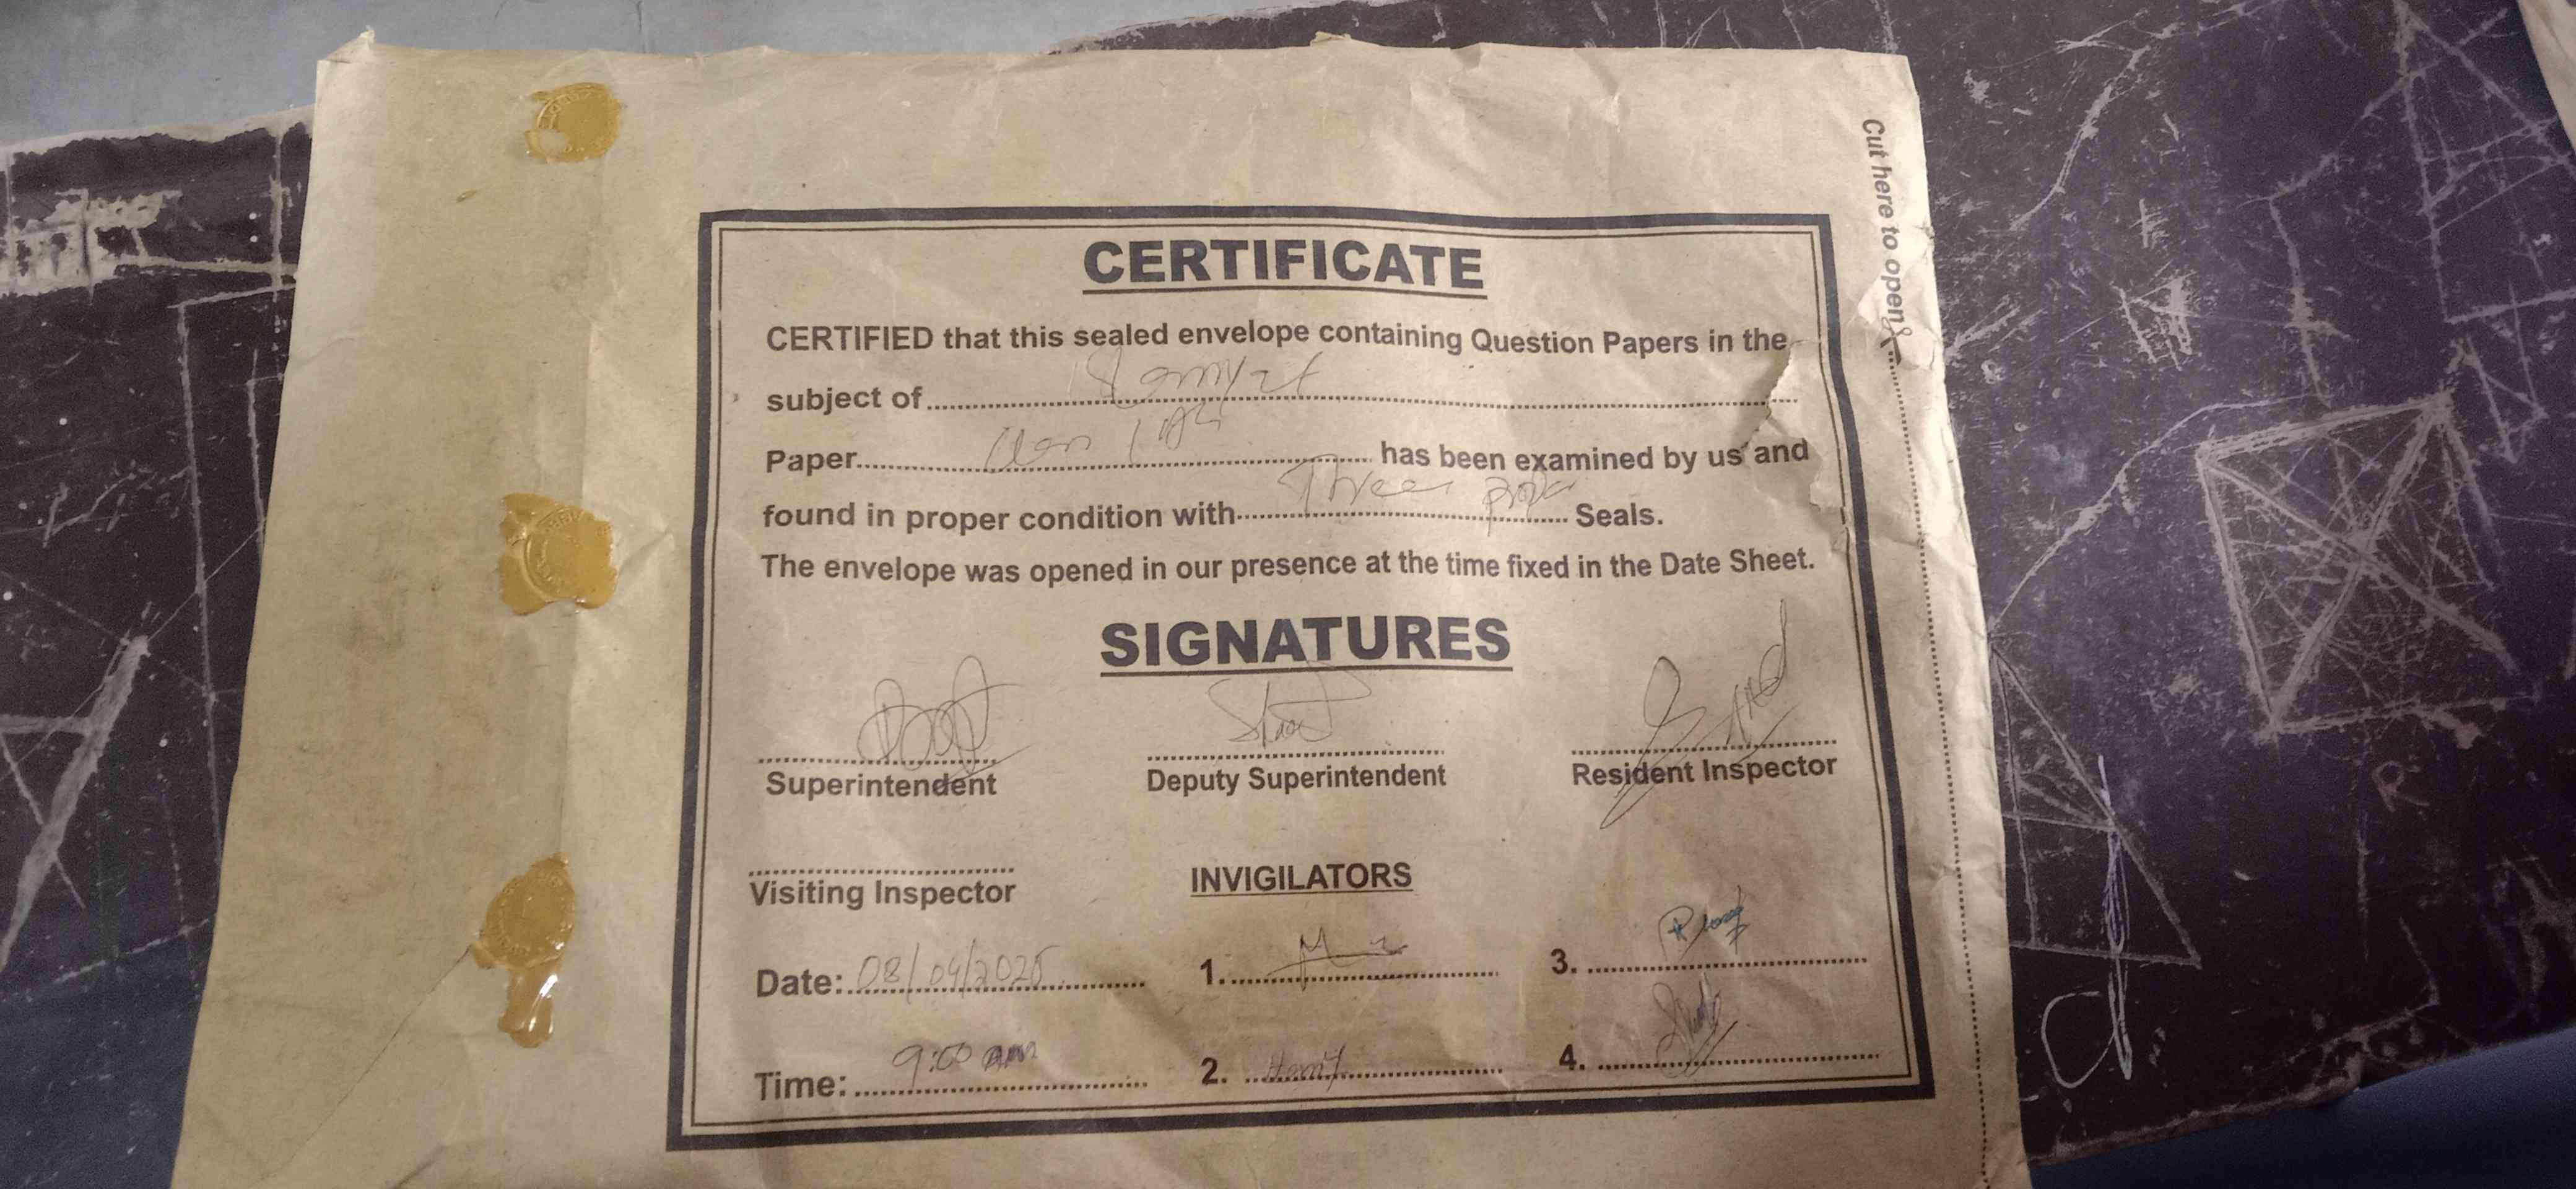 Cut here to open
CERTIFICATE
CERTIFIED that this sealed envelope containing Question Papers in the
subject of
Paper has been examined by us and
found in proper condition with Three Seals.
The envelope was opened in our presence at the time fixed in the Date Sheet.
SIGNATURES
Superintendent Deputy Superintendent Resident Inspector
Visiting Inspector INVIGILATORS
Date: 08/04/2025 1. 3.
Time: 9:00 am 2. 4.